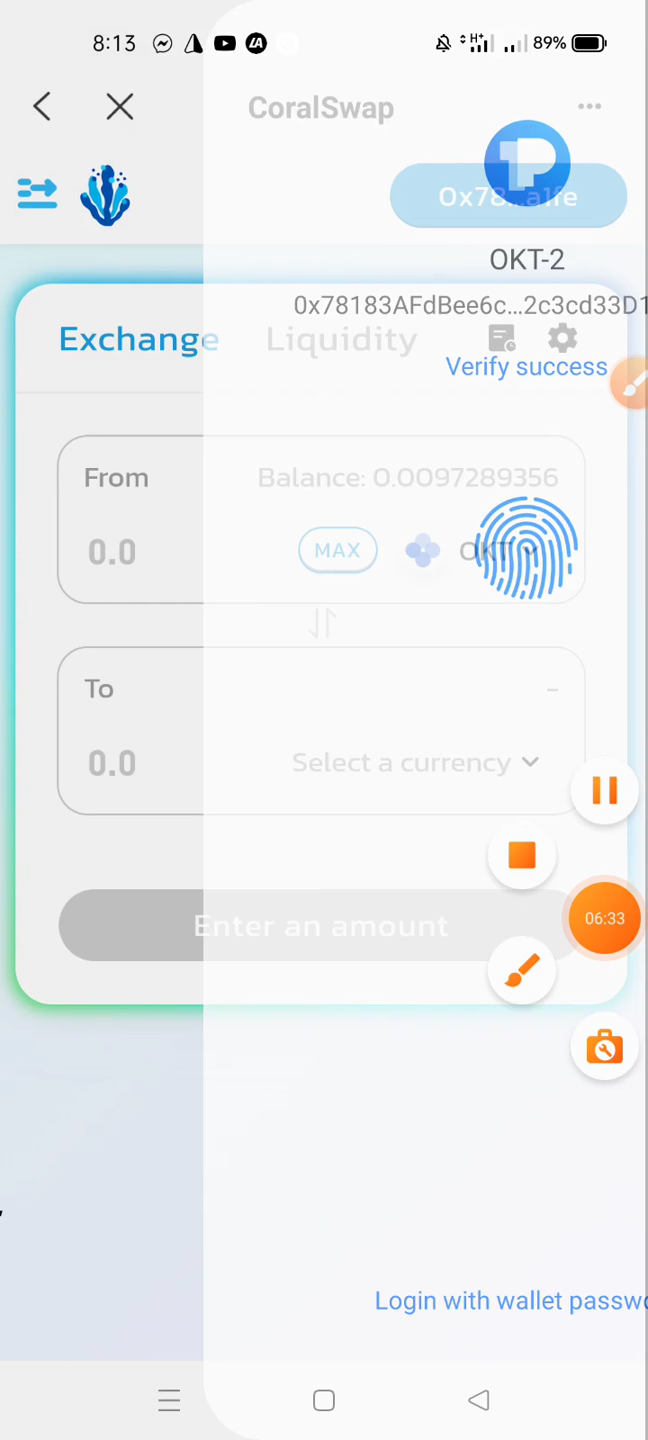 8:13
89%
CoralSwap
0x78...a1fe
OKT-2
0x78183AFdBee6c...2c3cd33D1
Exchange
Liquidity
Verify success
From
Balance: 0.0097289356
0.0
MAX
OKT
To
-
0.0
Select a currency
Enter an amount
06:33
Login with wallet passwo